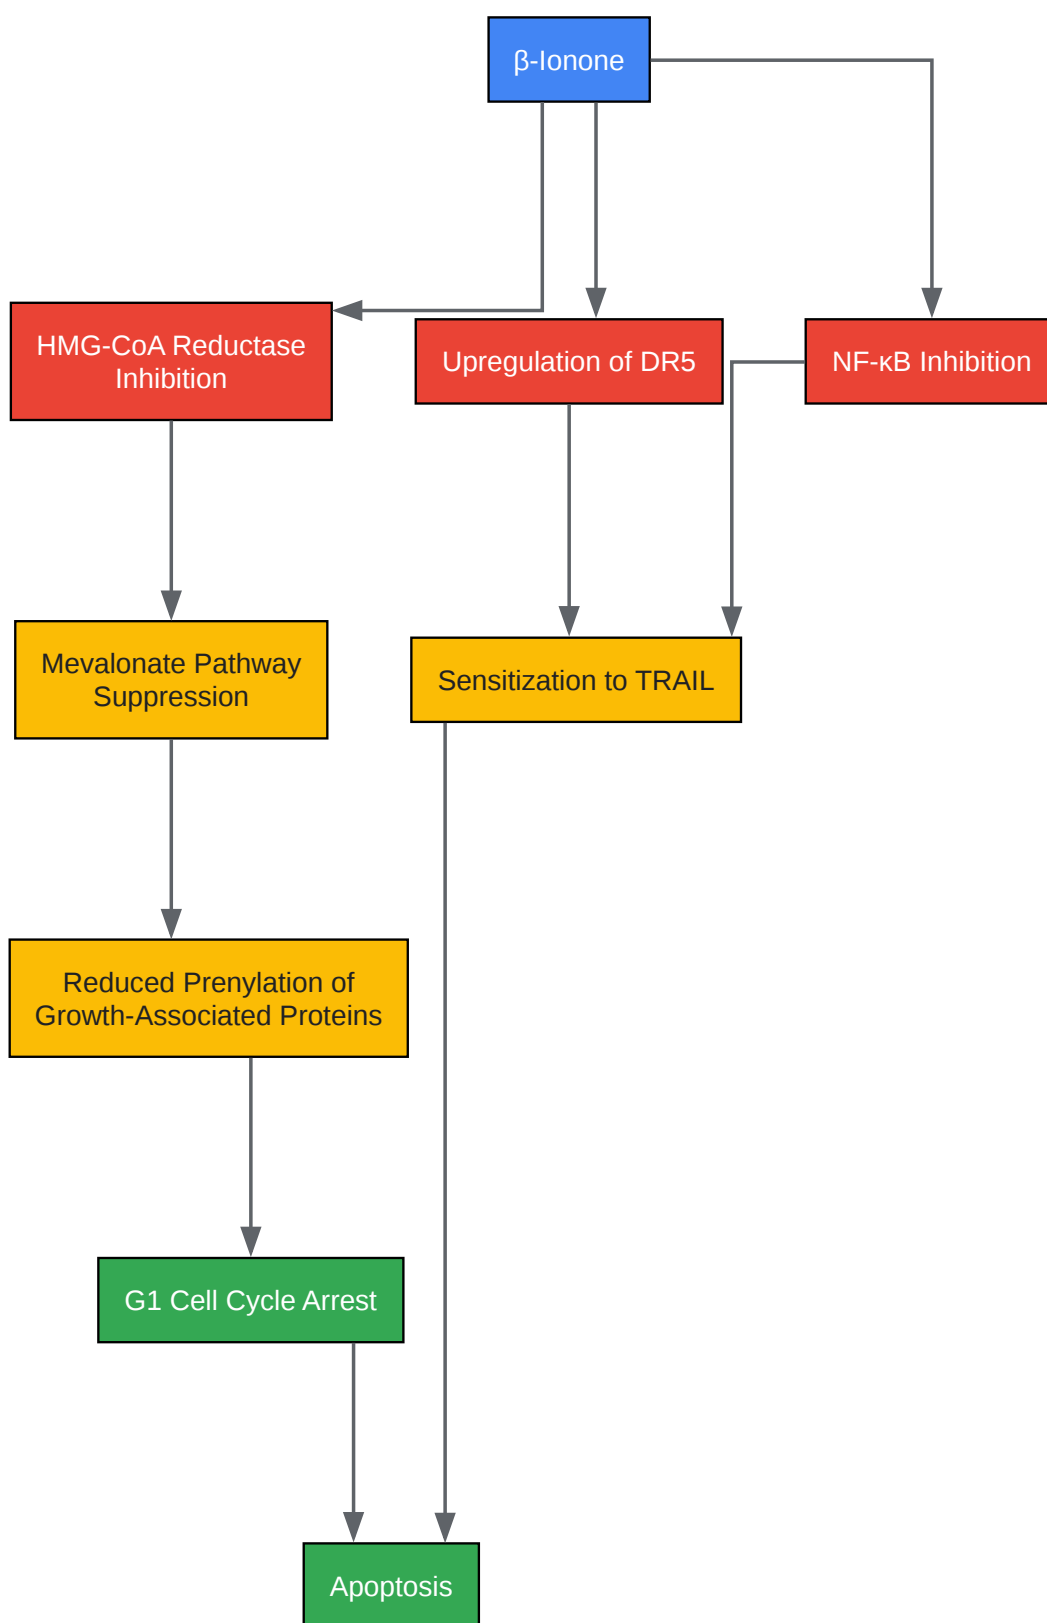 β-Ionone
HMG-CoA Reductase
Inhibition
Upregulation of DR5
NF-κB Inhibition
Mevalonate Pathway
Suppression
Sensitization to TRAIL
Reduced Prenylation of
Growth-Associated Proteins
G1 Cell Cycle Arrest
Apoptosis